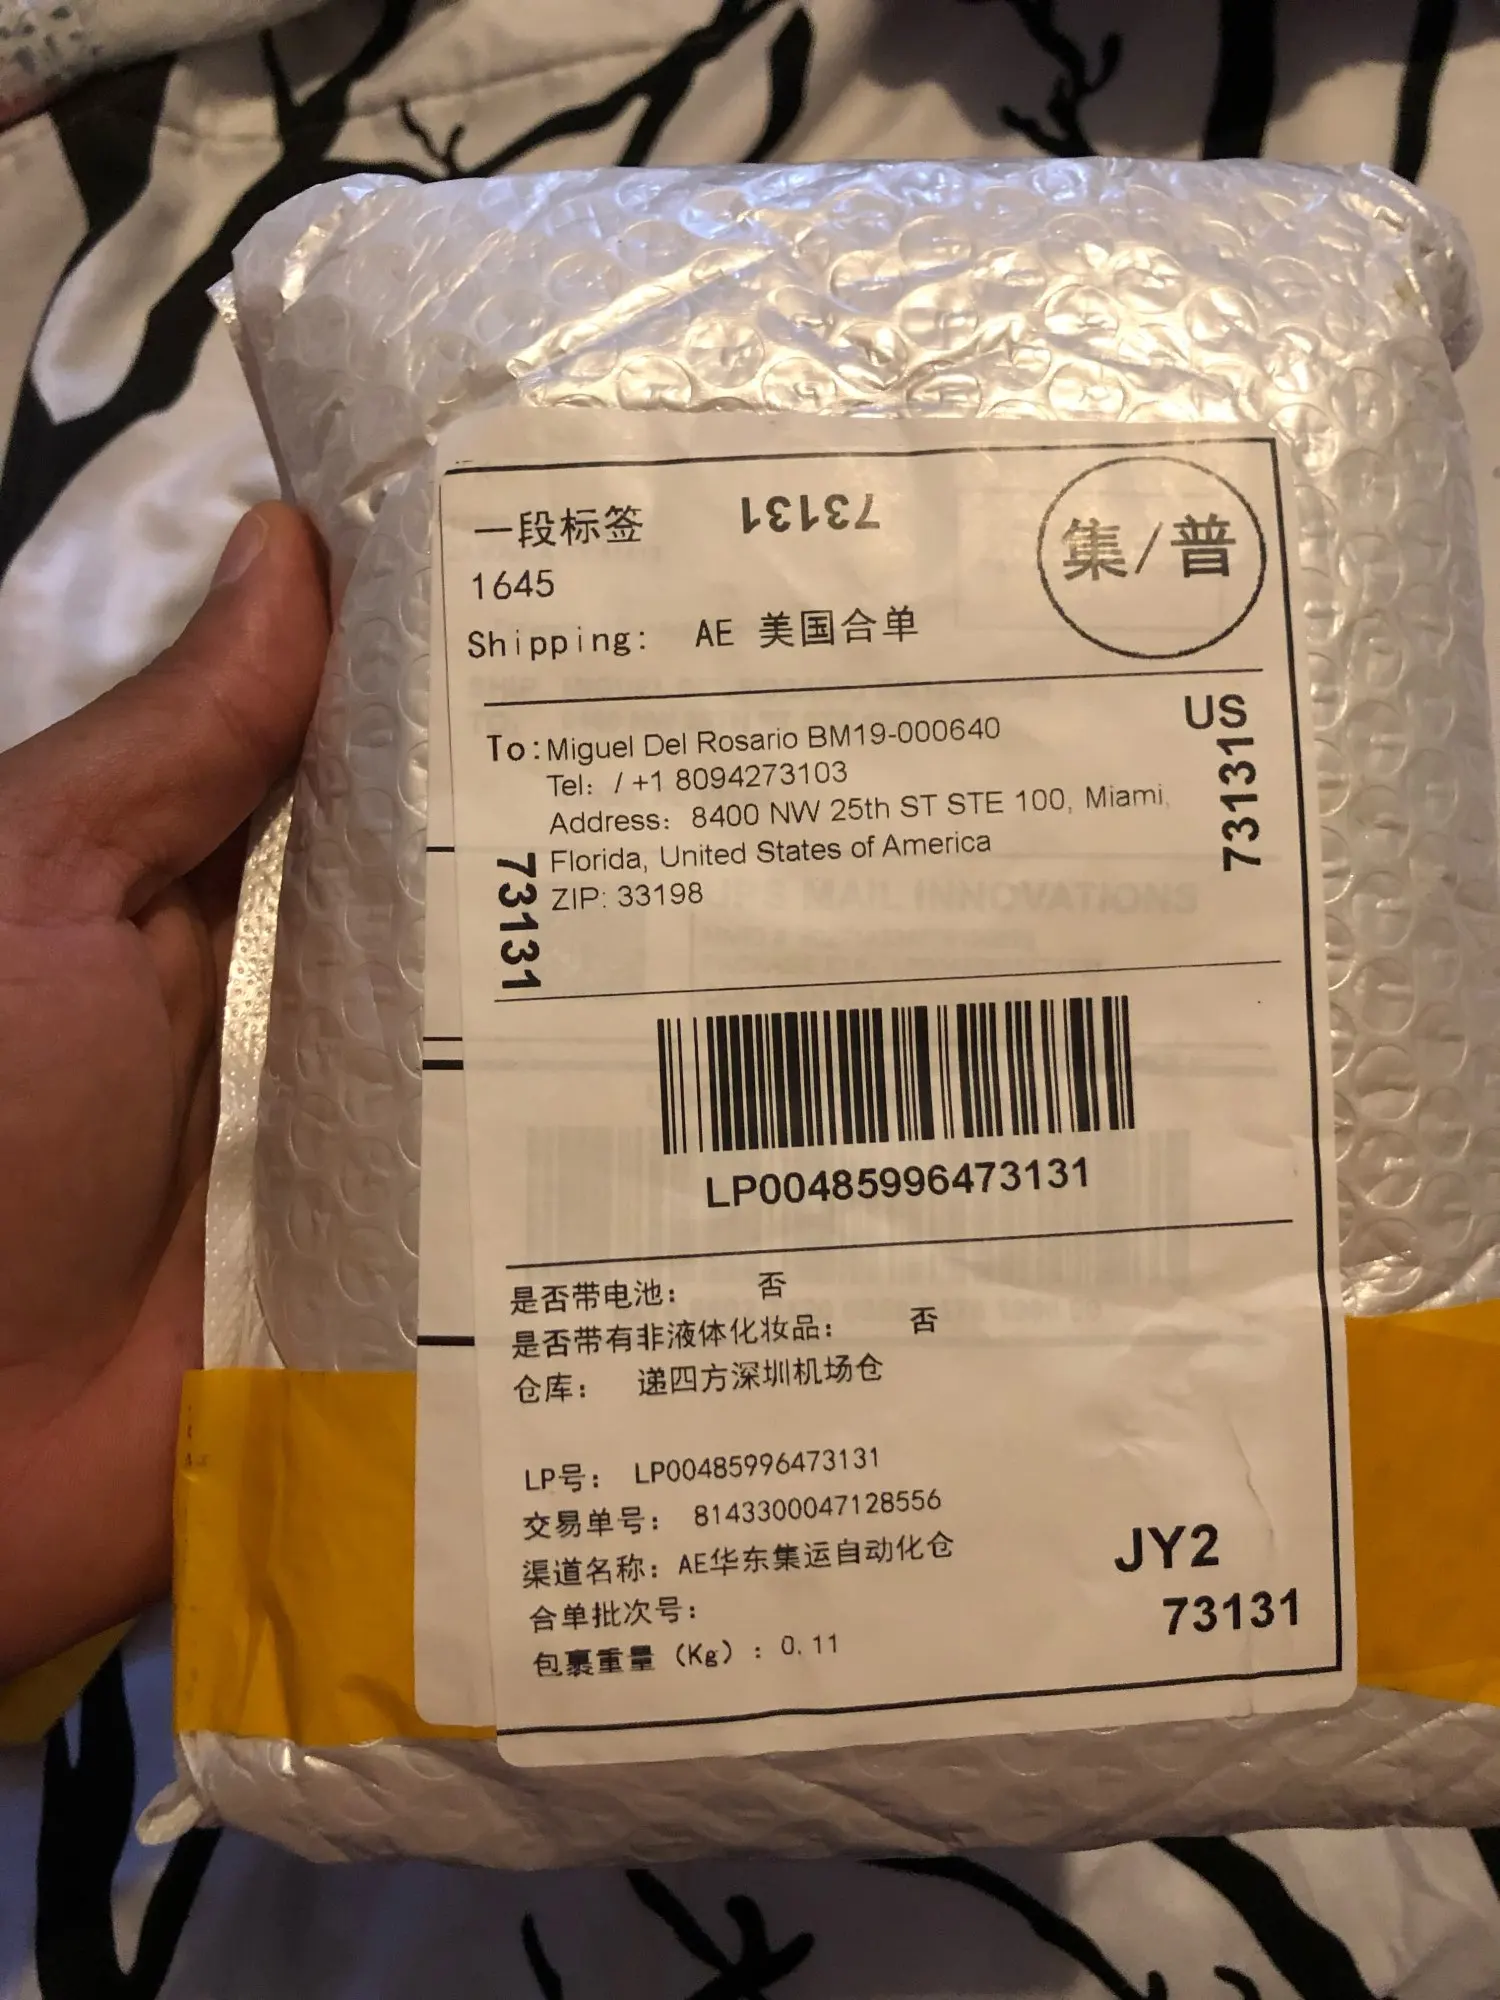 一段标签
73131
集/普
1645
Shipping: AE 美国合单
To: Miguel Del Rosario BM19-000640
US
Tel: / +1 8094273103
Address: 8400 NW 25th ST STE 100, Miami,
Florida, United States of America
ZIP: 33198
73131
73131
UPS MAIL INNOVATIONS
LP00485996473131
是否带电池: 否
是否带有非液体化妆品: 否
仓库: 递四方深圳机场仓
LP号: LP00485996473131
交易单号: 8143300047128556
渠道名称: AE华东集运自动化仓
合单批次号:
包裹重量 (Kg) : 0.11
JY2
73131